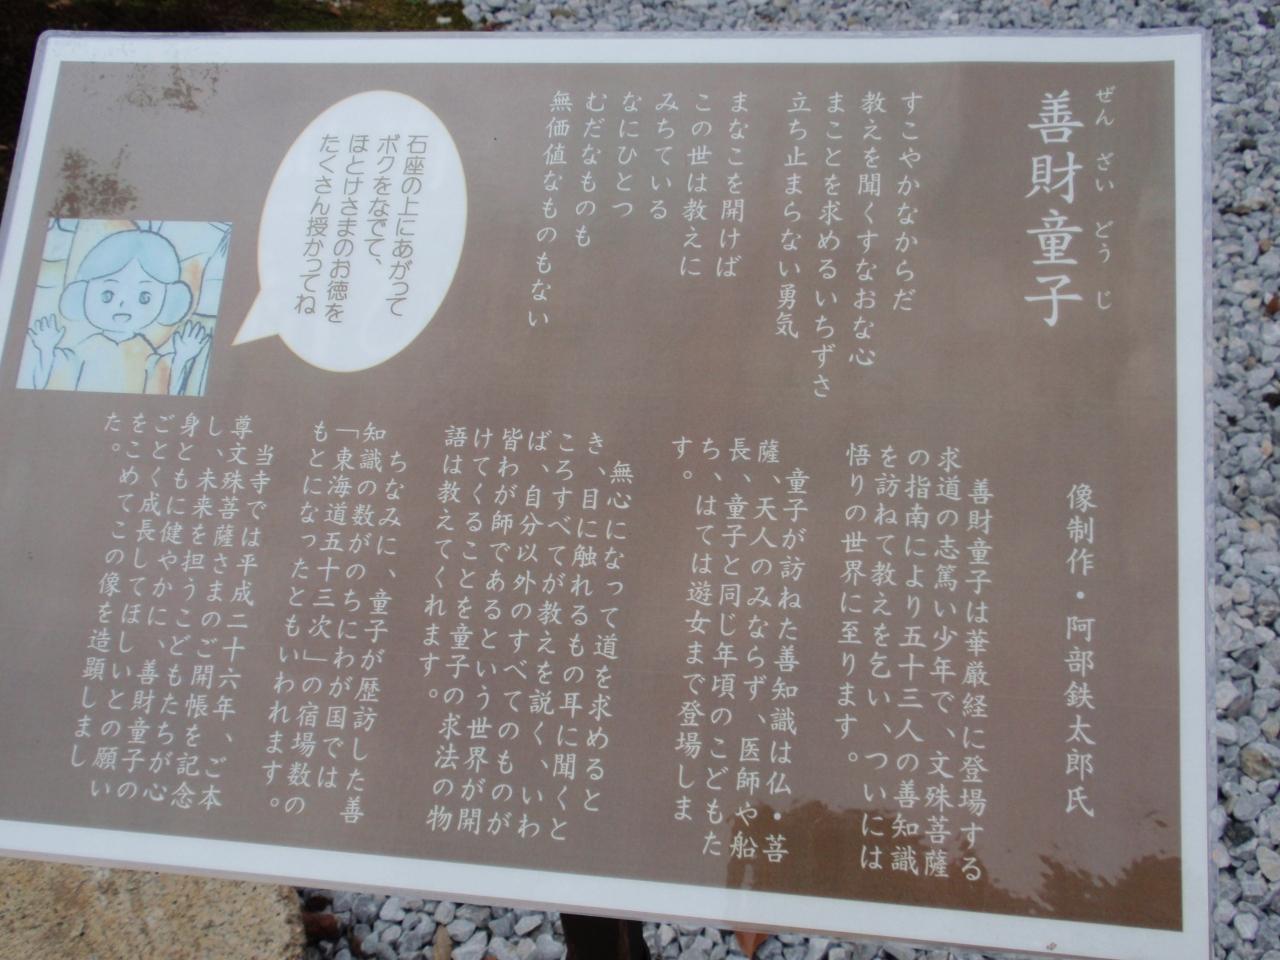 善財童子
ぜんざいどうじ
像制作・阿部鉄太郎氏
すこやかなからだ
教えを聞くすなおな心
まことを求めるいちずさ
立ち止まらない勇気
まなこを開けば
この世は教えに
みちている
なにひとつ
むだなものも
無価値なものもない
石座の上にあがって
ボクをなでて、
ほとけさまのお徳を
たくさん授かってね
善財童子は華厳経に登場する
求道の志篤い少年で、文殊菩薩
の指南により五十三人の善知識
を訪ねて教えを乞い、ついには
悟りの世界に至ります。
童子が訪ねた善知識は仏・菩
薩、天人のみならず、医師や船
長、童子と同じ年頃のこどもた
ち、はては遊女まで登場しま
す。
無心になって道を求めると
き、目に触れるもの耳に聞くと
ころすべてが教えを説く、いわ
ば、自分以外のすべてのものが
皆わが師であるという世界が開
けてくることを童子の求法の物
語は教えてくれます。
ちなみに、童子が歴訪した善
知識の数がのちにわが国では
「東海道五十三次」の宿場数の
もとになったともいわれます。
当寺では平成二十六年、ご本
尊文殊菩薩さまのご開帳を記念
し、未来を担うこどもたちが心
身ともに健やかに、善財童子の
ごとく成長してほしいとの願い
をこめてこの像を造顕しまし
た。